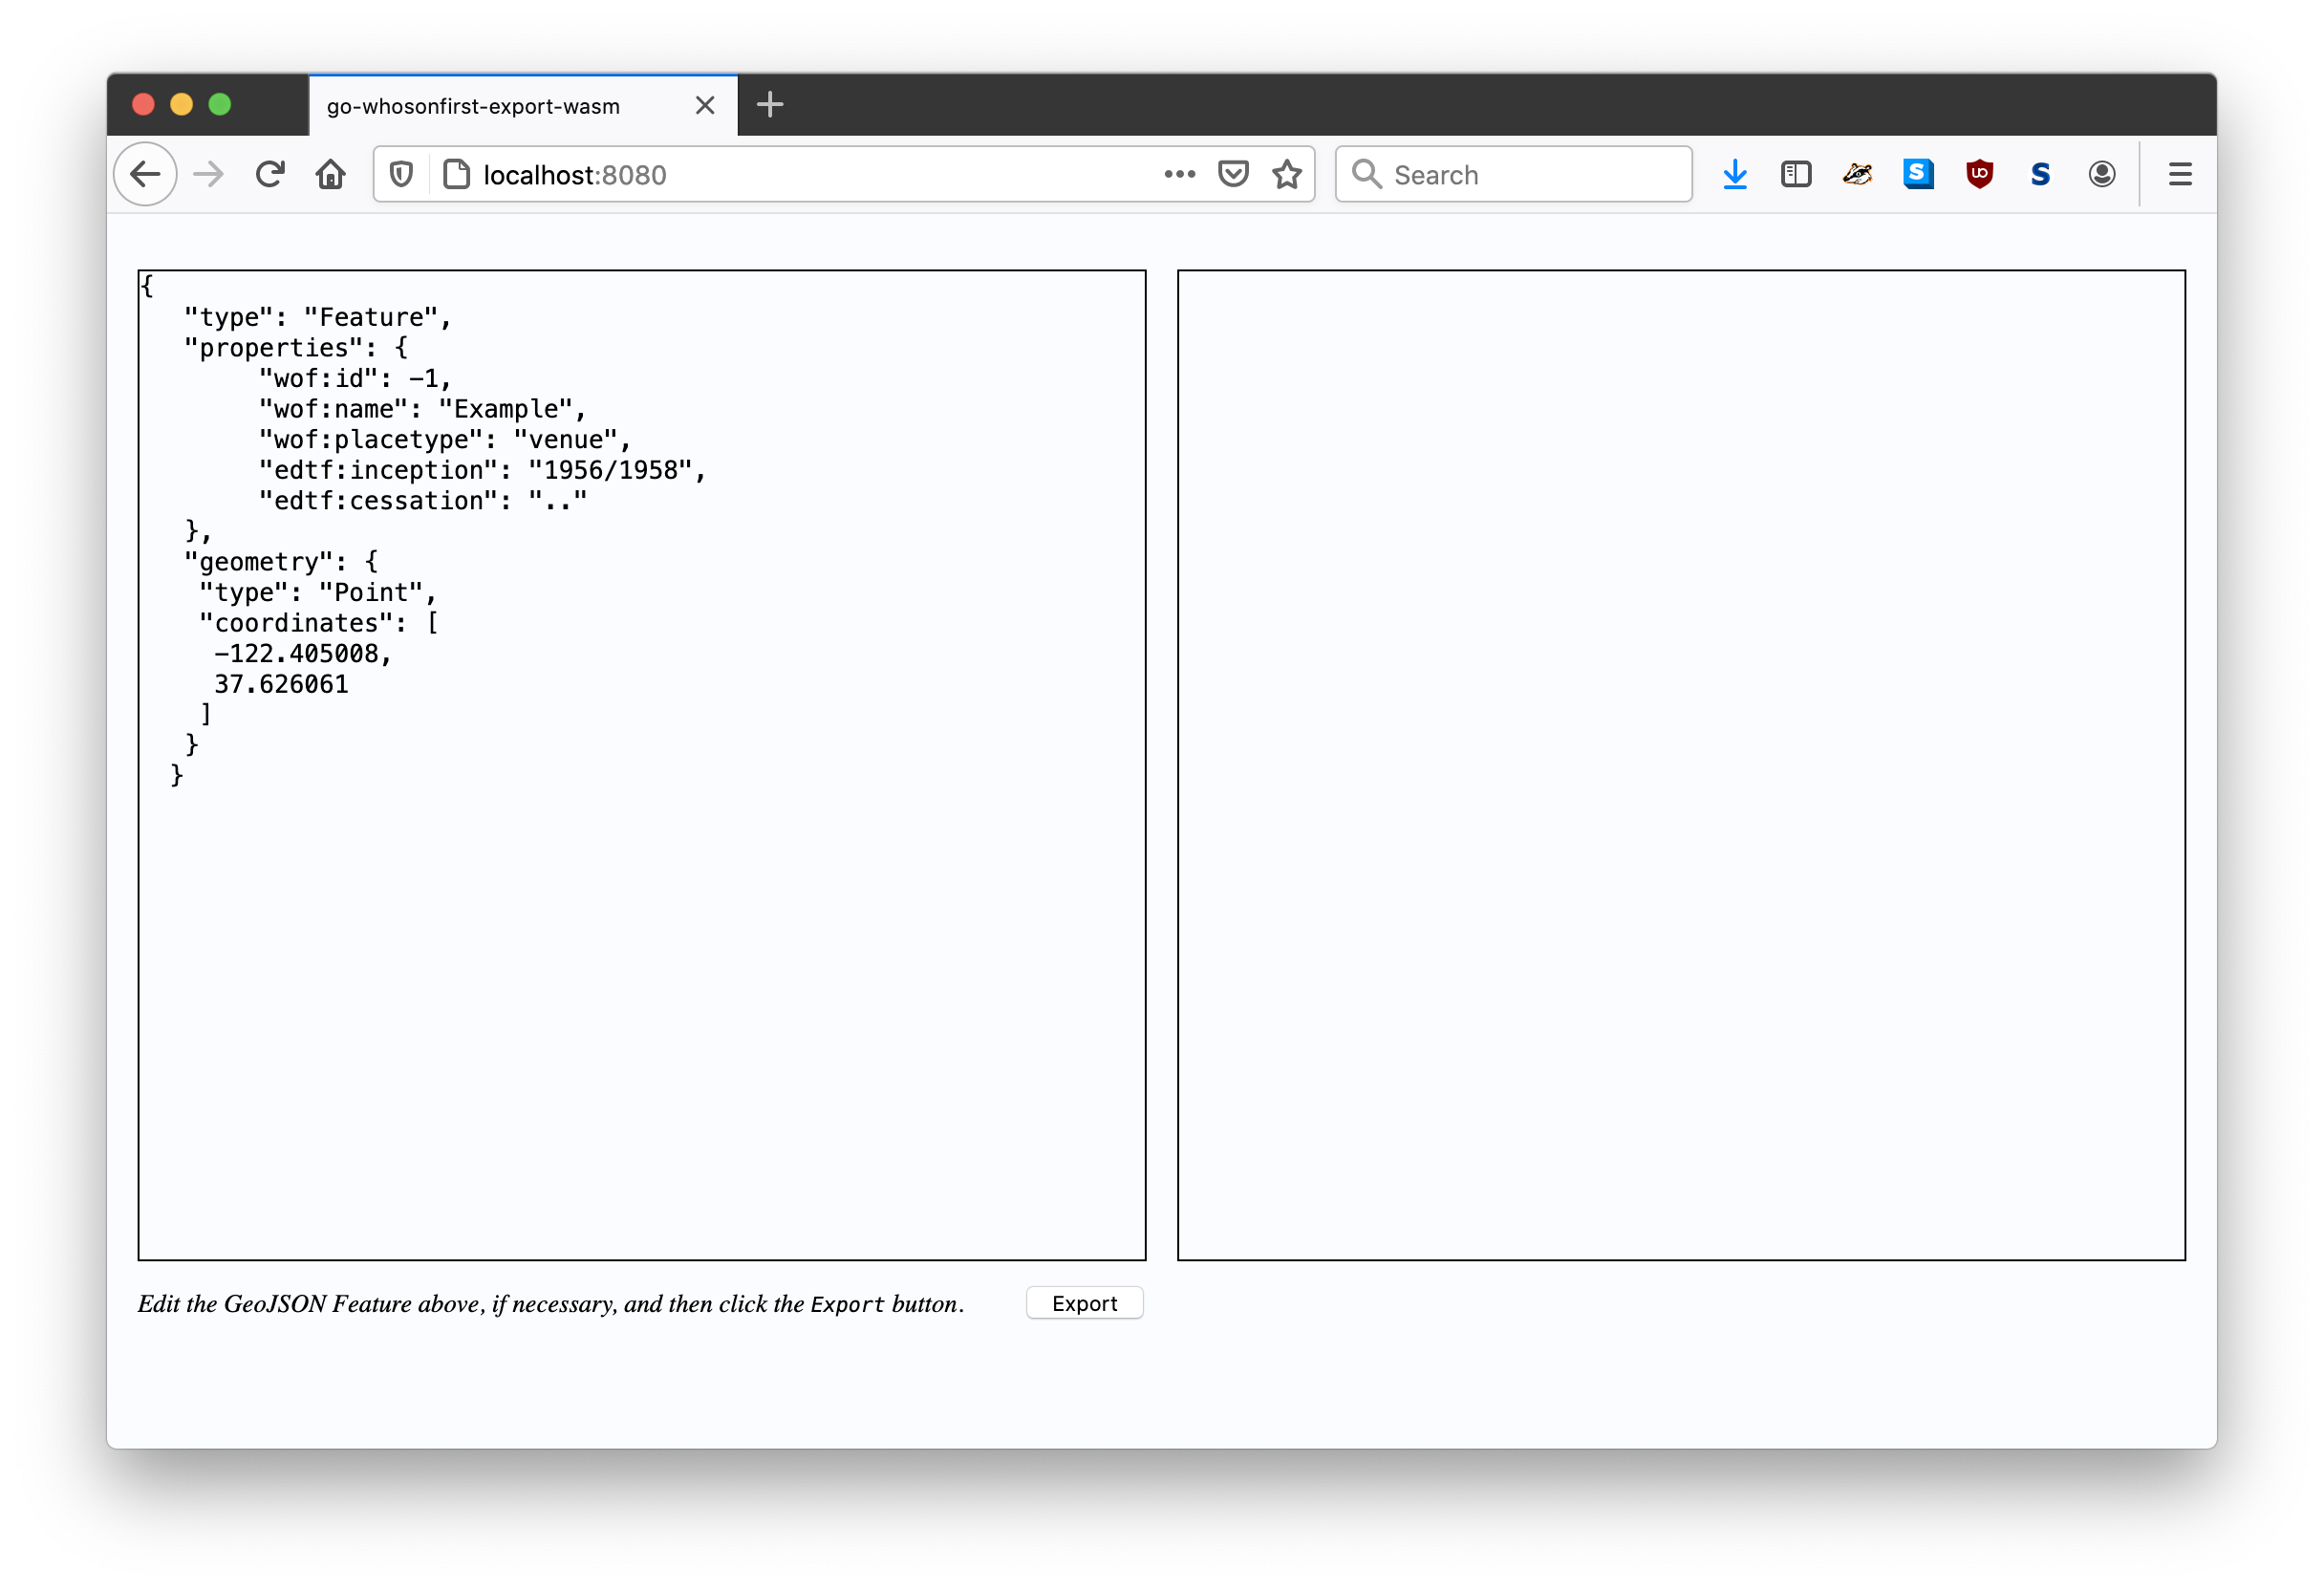 go-whosonfirst-export-wasm
localhost:8080
Search
{
   "type": "Feature",
   "properties": {
        "wof:id": -1,
        "wof:name": "Example",
        "wof:placetype": "venue",
        "edtf:inception": "1956/1958",
        "edtf:cessation": ".."
   },
   "geometry": {
    "type": "Point",
    "coordinates": [
     -122.405008,
     37.626061
    ]
   }
  }
Edit the GeoJSON Feature above, if necessary, and then click the Export button.
Export